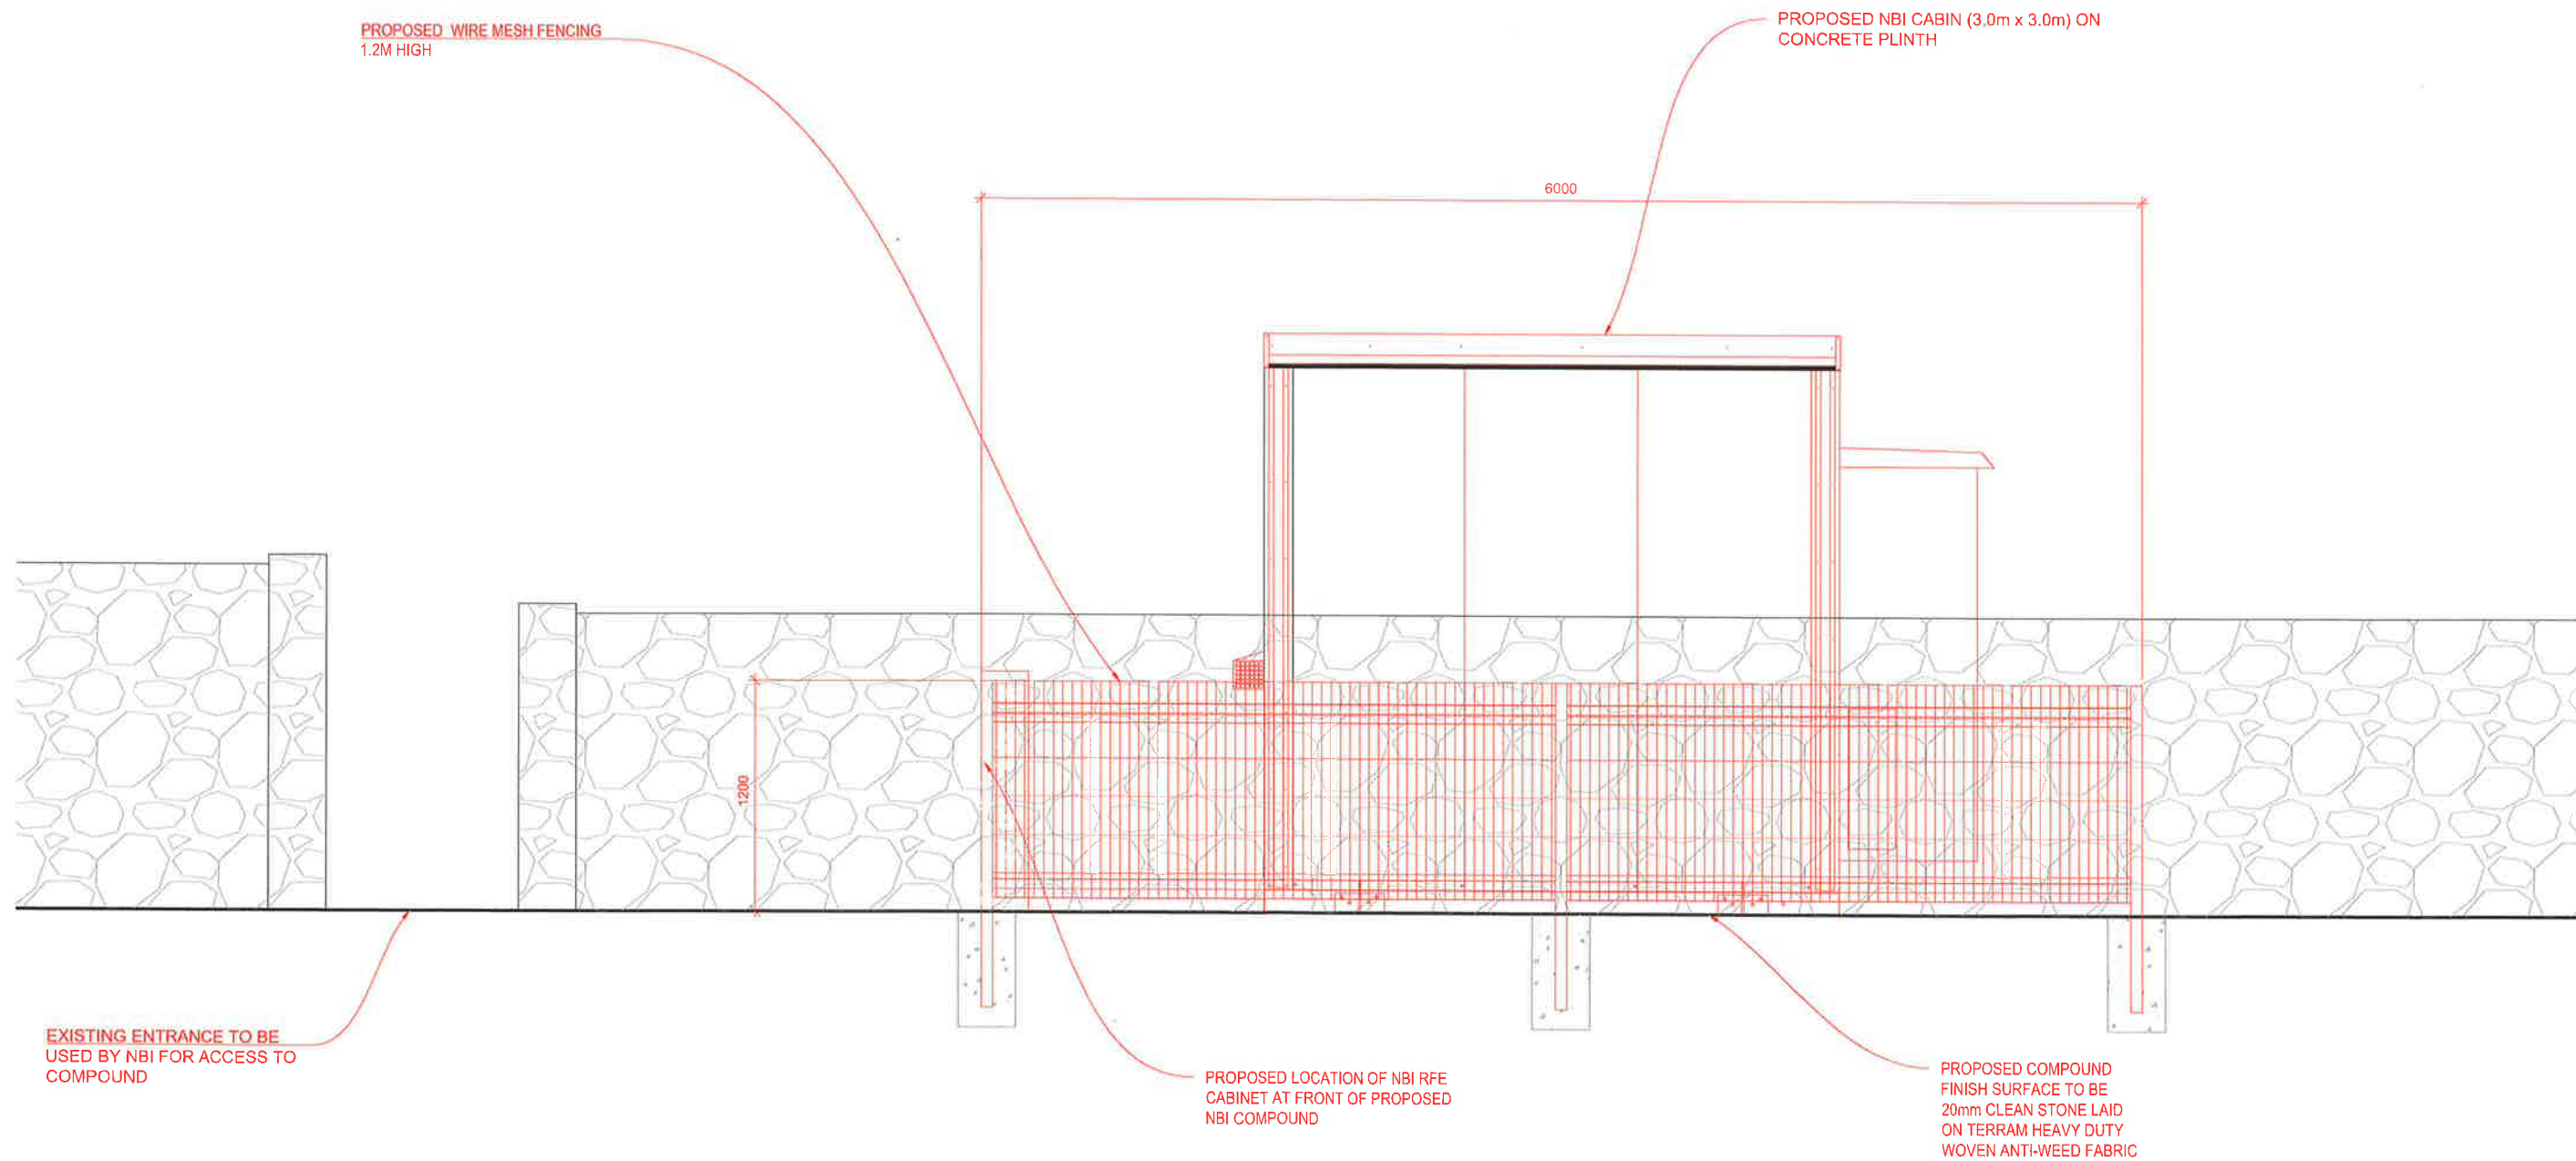 PROPOSED WIRE MESH FENCING
1.2M HIGH
PROPOSED NBI CABIN (3.0m x 3.0m) ON
CONCRETE PLINTH
6000
1200
EXISTING ENTRANCE TO BE
USED BY NBI FOR ACCESS TO
COMPOUND
PROPOSED LOCATION OF NBI RFE
CABINET AT FRONT OF PROPOSED
NBI COMPOUND
PROPOSED COMPOUND
FINISH SURFACE TO BE
20mm CLEAN STONE LAID
ON TERRAM HEAVY DUTY
WOVEN ANTI-WEED FABRIC